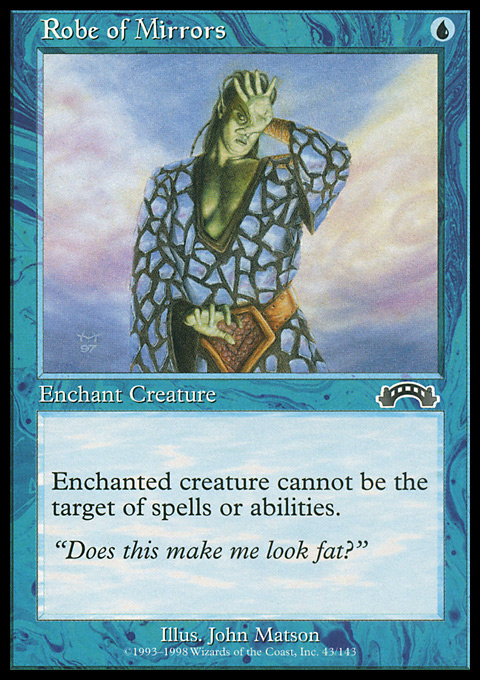 Robe of Mirrors
97
Enchant Creature
Enchanted creature cannot be the
target of spells or abilities.
“Does this make me look fat?”
Illus. John Matson
©1993–1998 Wizards of the Coast, Inc. 43/143